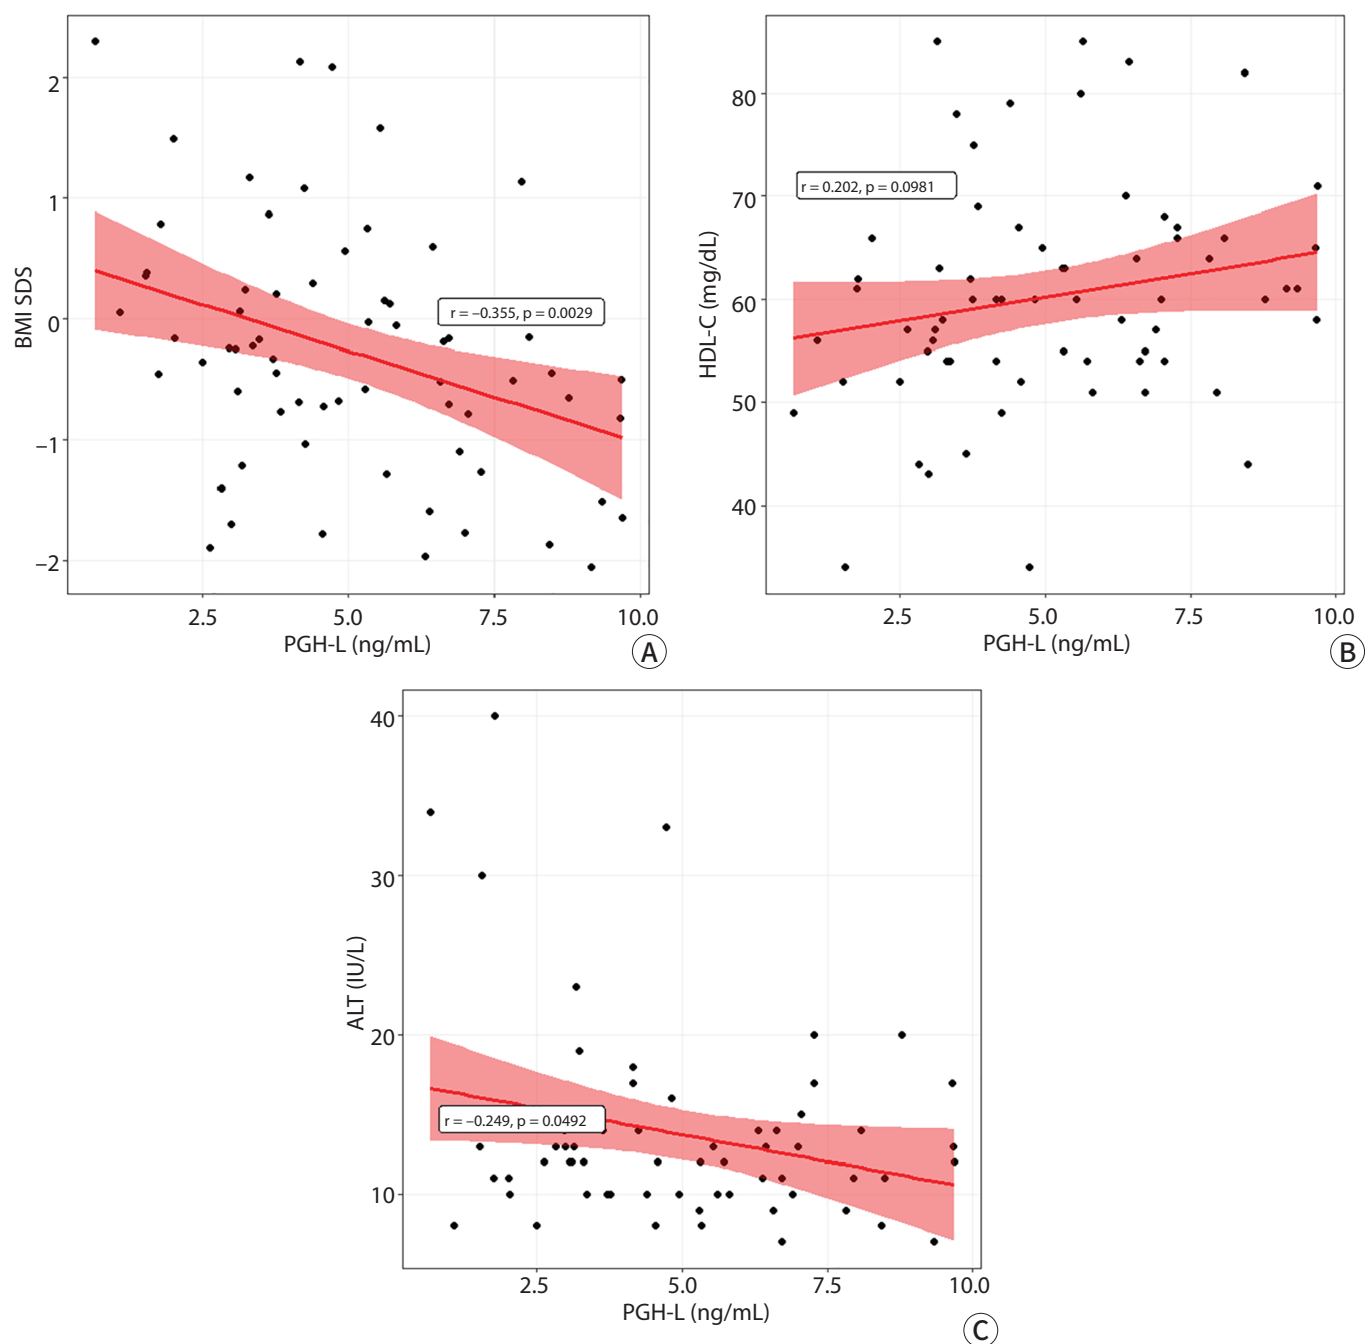 2
1
0
−1
−2
BMI SDS
r = −0.355, p = 0.0029
2.5
5.0
7.5
10.0
PGH-L (ng/mL)
A
80
70
60
50
40
HDL-C (mg/dL)
r = 0.202, p = 0.0981
2.5
5.0
7.5
10.0
PGH-L (ng/mL)
B
40
30
20
10
ALT (IU/L)
r = −0.249, p = 0.0492
2.5
5.0
7.5
10.0
PGH-L (ng/mL)
C